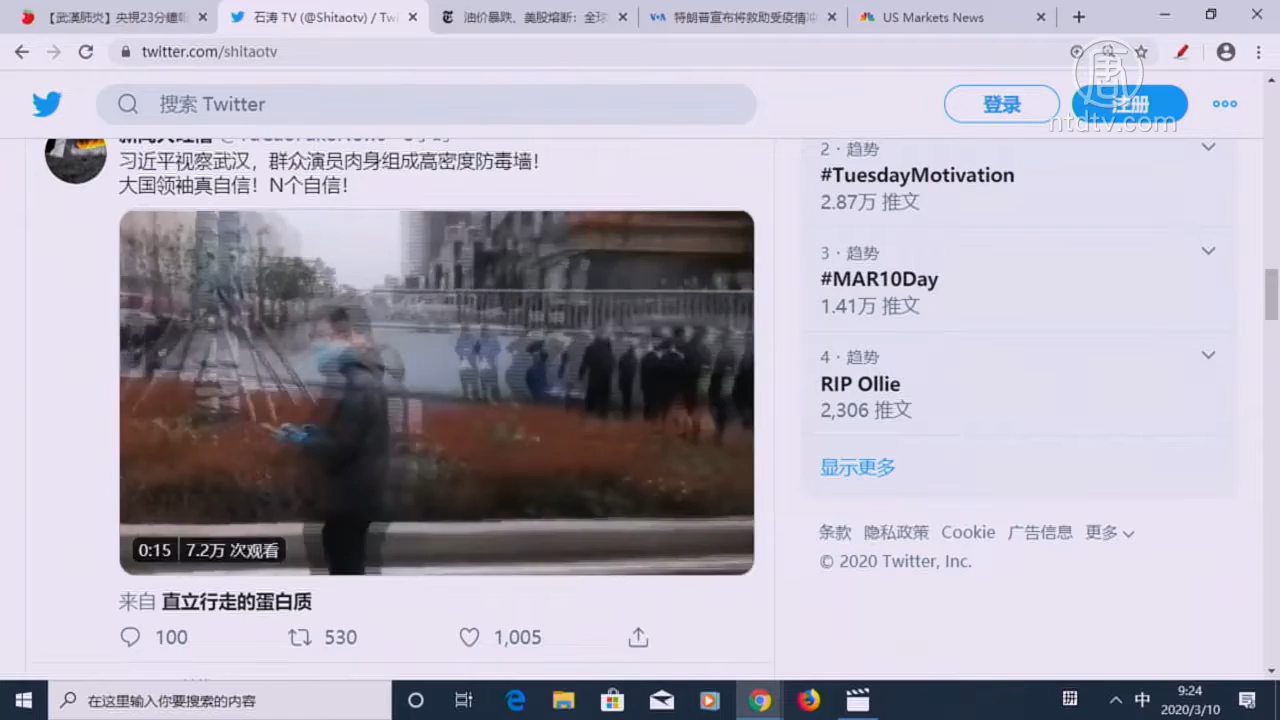 【武漢肺炎】央視23分鐘
石涛 TV (@Shitaotv) / Tw
油价暴跌、美股熔断：全球
特朗普宣布将救助受疫情冲
US Markets News
twitter.com/shitaotv
搜索 Twitter
登录
注册
唐
ntdtv.com
习近平视察武汉，群众演员肉身组成高密度防毒墙！
大国领袖真自信！N个自信！
0:15
7.2万 次观看
来自 直立行走的蛋白质
100
530
1,005
2 · 趋势
#TuesdayMotivation
2.87万 推文
3 · 趋势
#MAR10Day
1.41万 推文
4 · 趋势
RIP Ollie
2,306 推文
显示更多
条款 隐私政策 Cookie 广告信息 更多
© 2020 Twitter, Inc.
在这里输入你要搜索的内容
中
9:24
2020/3/10